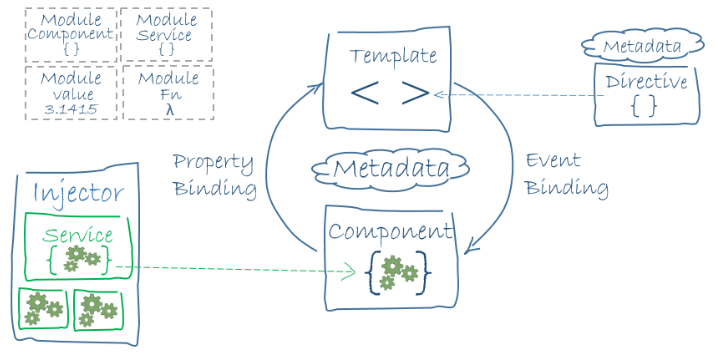 Module
Component
{ }
Module
Service
{ }
Module
value
3.1415
Module
Fn
λ
Template
< >
Metadata
Directive
{ }
Property
Binding
Metadata
Event
Binding
Injector
Service
{ }
Component
{ }